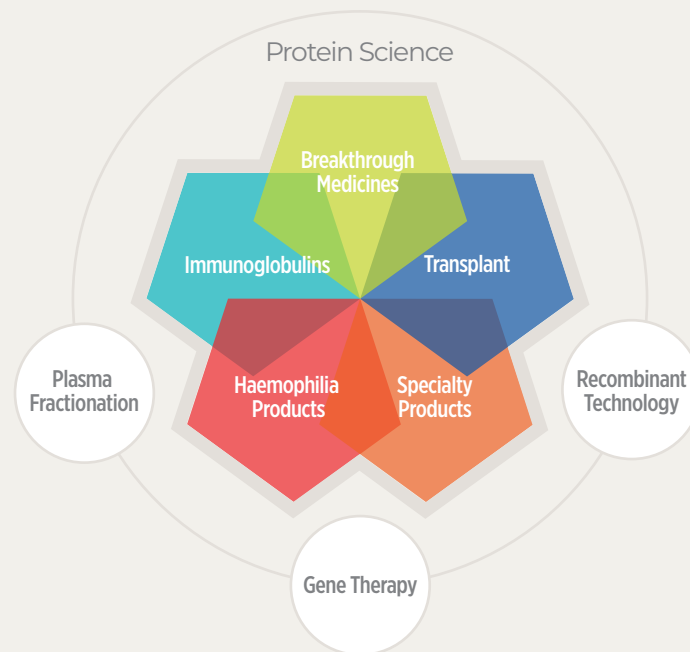 Protein Science
Breakthrough
Medicines
Immunoglobulins
Transplant
Plasma
Fractionation
Haemophilia
Products
Specialty
Products
Recombinant
Technology
Gene Therapy